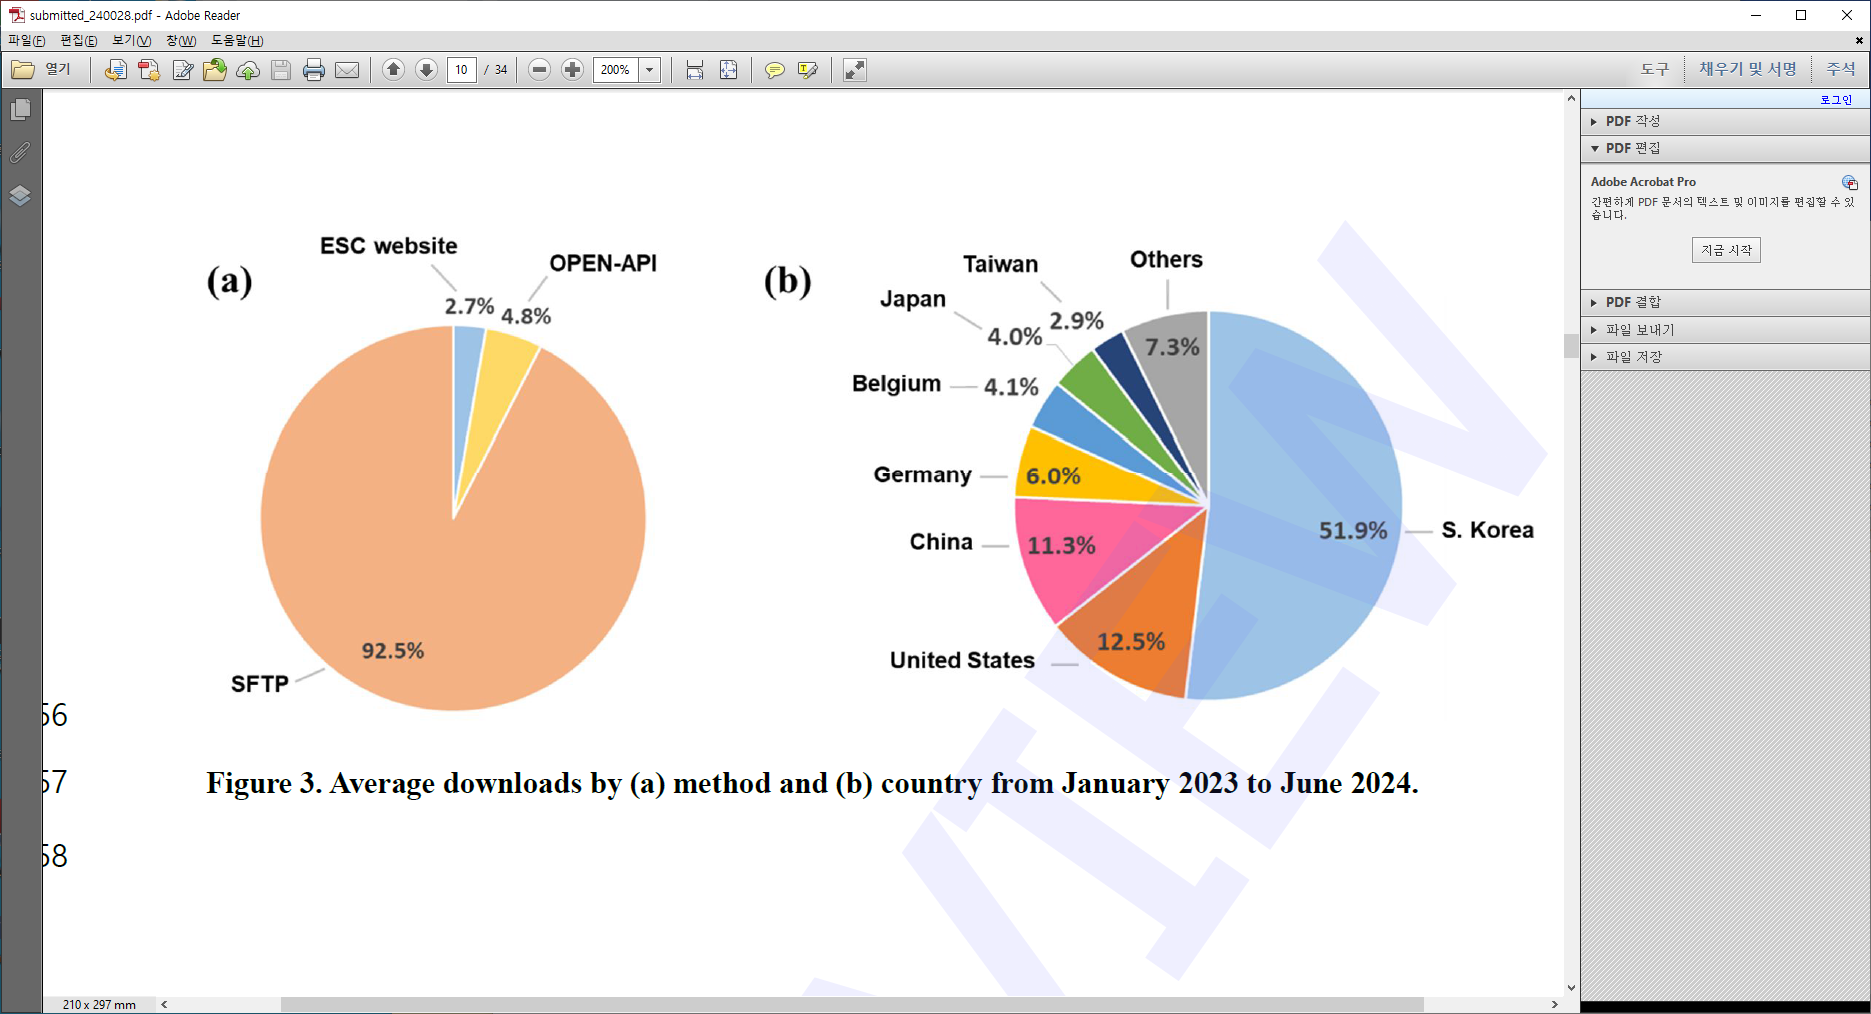 submitted_240028.pdf - Adobe Reader
파일(F) 편집(E) 보기(V) 창(W) 도움말(H)
열기 10 / 34 200% 도구 채우기 및 서명 주석
로그인
PDF 작성
PDF 편집
Adobe Acrobat Pro
간편하게 PDF 문서의 텍스트 및 이미지를 편집할 수 있
습니다.
지금 시작
PDF 결합
파일 보내기
파일 저장
(a)
ESC website
OPEN-API
2.7%
4.8%
92.5%
SFTP
(b)
Taiwan
Others
Japan
2.9%
4.0%
7.3%
Belgium
4.1%
Germany
6.0%
51.9%
S. Korea
China
11.3%
12.5%
United States
56
57
Figure 3. Average downloads by (a) method and (b) country from January 2023 to June 2024.
58
210 x 297 mm